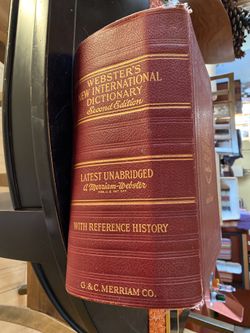 WEBSTER'S
NEW INTERNATIONAL
DICTIONARY
Second Edition
LATEST UNABRIDGED
A Merriam-Webster
WITH REFERENCE HISTORY
G. & C. MERRIAM CO.